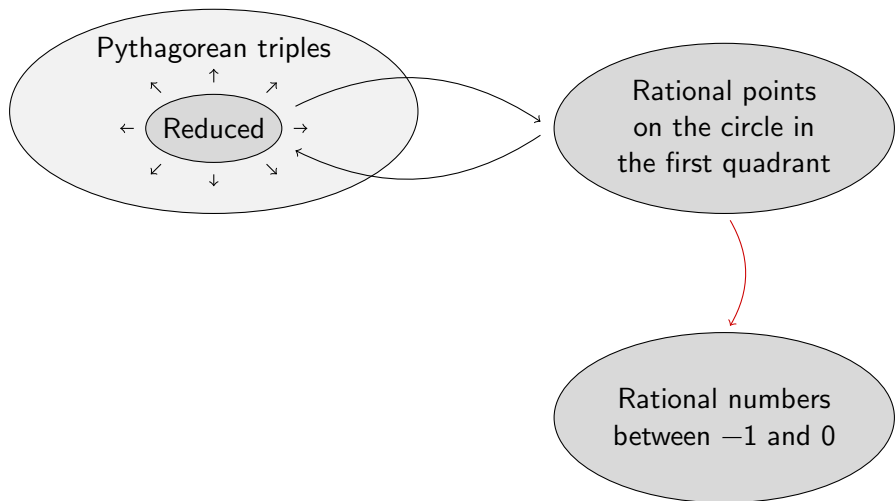 Pythagorean triples
Reduced
Rational points
on the circle in
the first quadrant
Rational numbers
between −1 and 0